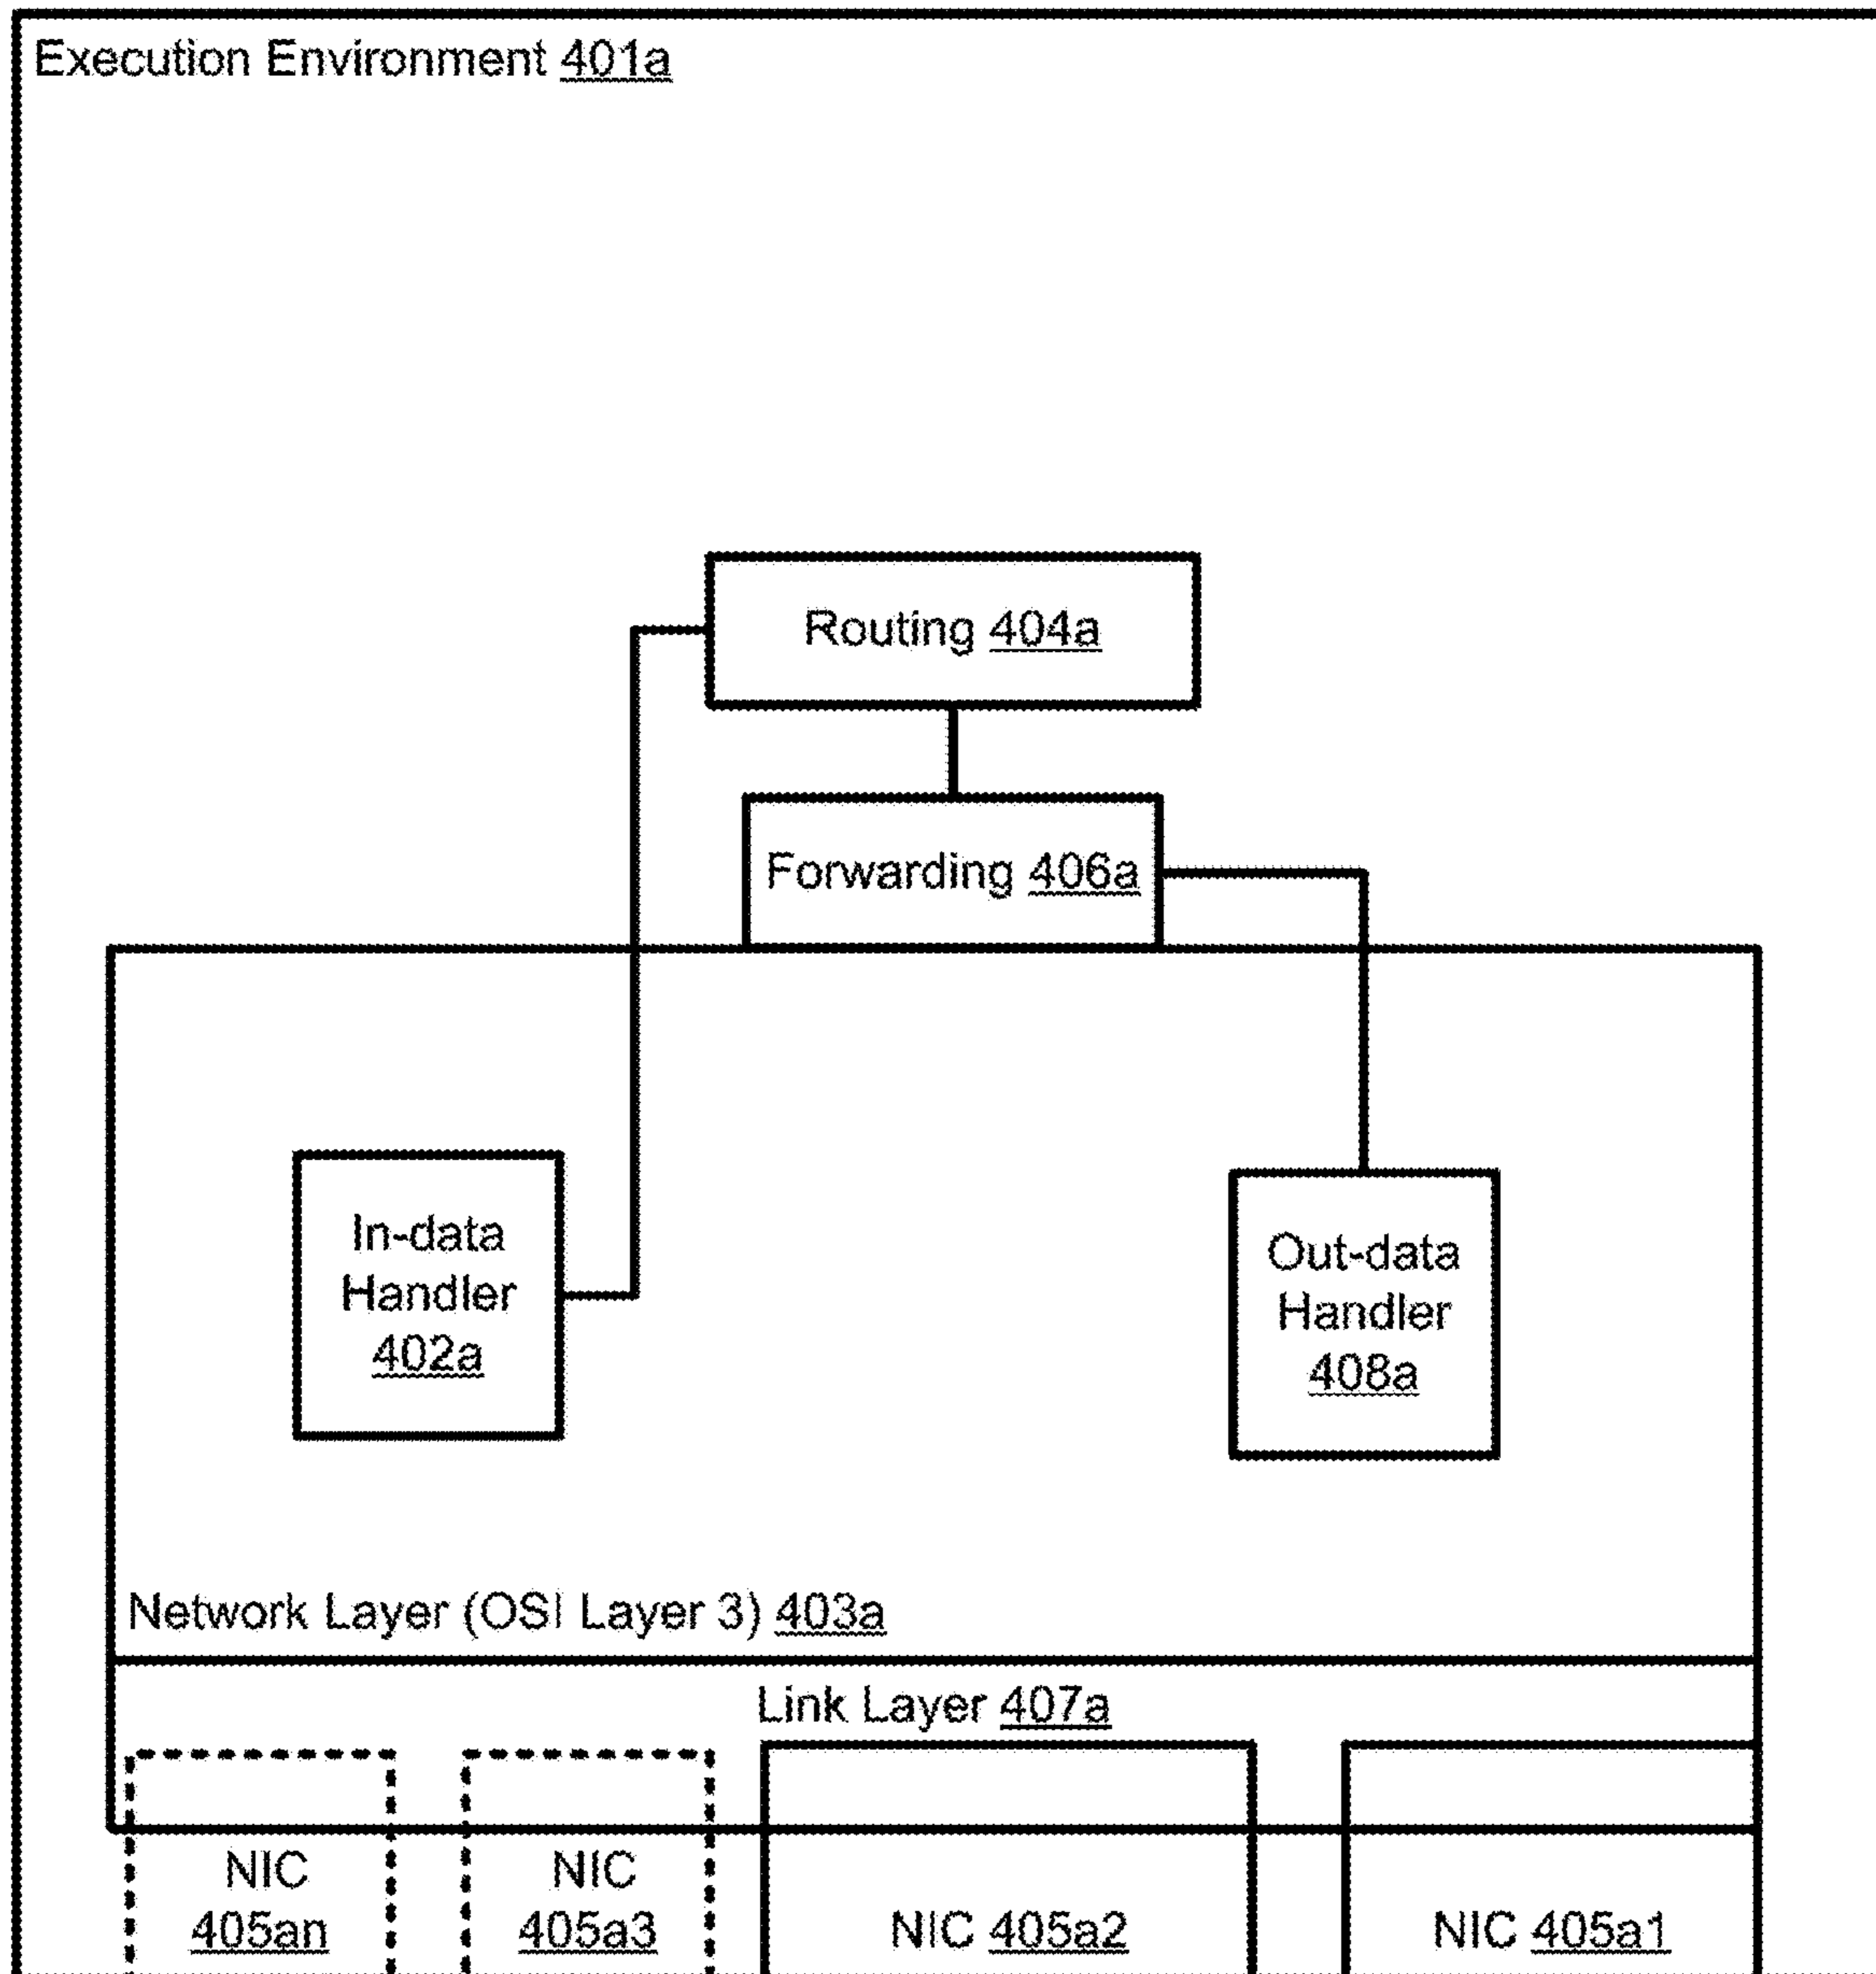 Execution Environment 401a
Routing 404a
Forwarding 406a
In-data
Handler
402a
Out-data
Handler
408a
Network Layer (OSI Layer 3) 403a
Link Layer 407a
NIC
405an
NIC
405a3
NIC 405a2
NIC 405a1